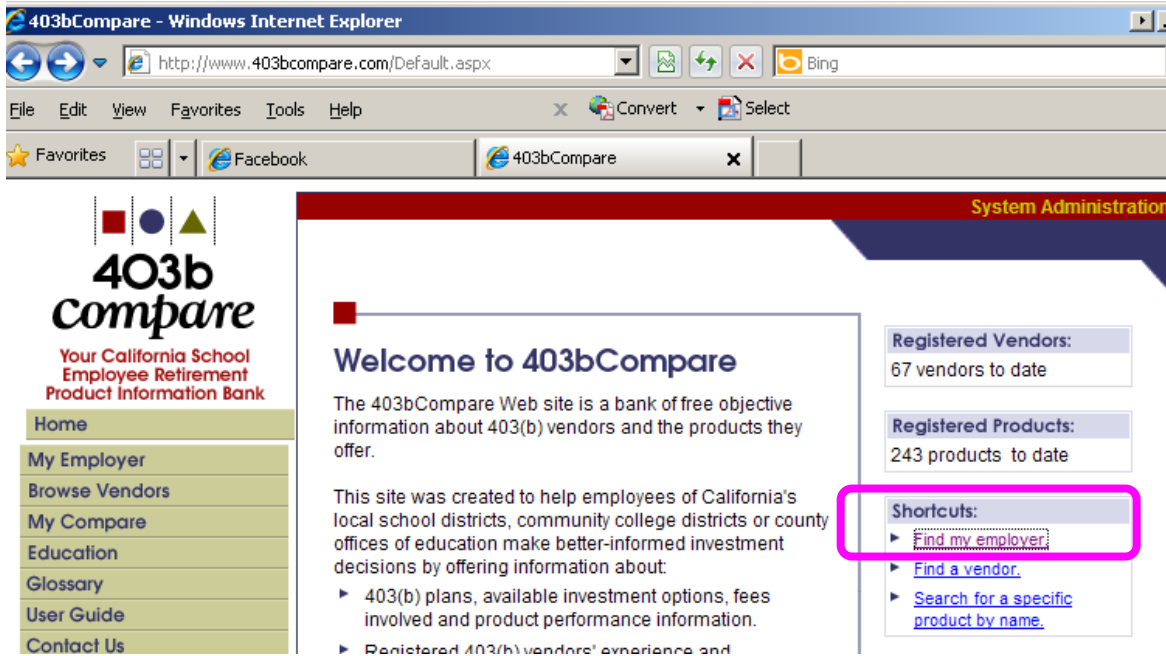 403bCompare - Windows Internet Explorer
http://www.403bcompare.com/Default.aspx
Bing
File Edit View Favorites Tools Help
Convert Select
Favorites
Facebook
403bCompare
System Administration
403b
compare
Your California School
Employee Retirement
Product Information Bank
Home
My Employer
Browse Vendors
My Compare
Education
Glossary
User Guide
Contact Us
Welcome to 403bCompare
The 403bCompare Web site is a bank of free objective
information about 403(b) vendors and the products they
offer.
This site was created to help employees of California's
local school districts, community college districts or county
offices of education make better-informed investment
decisions by offering information about:
403(b) plans, available investment options, fees
involved and product performance information.
Registered 403(b) vendors' experience and
Registered Vendors:
67 vendors to date
Registered Products:
243 products to date
Shortcuts:
Find my employer.
Find a vendor.
Search for a specific
product by name.